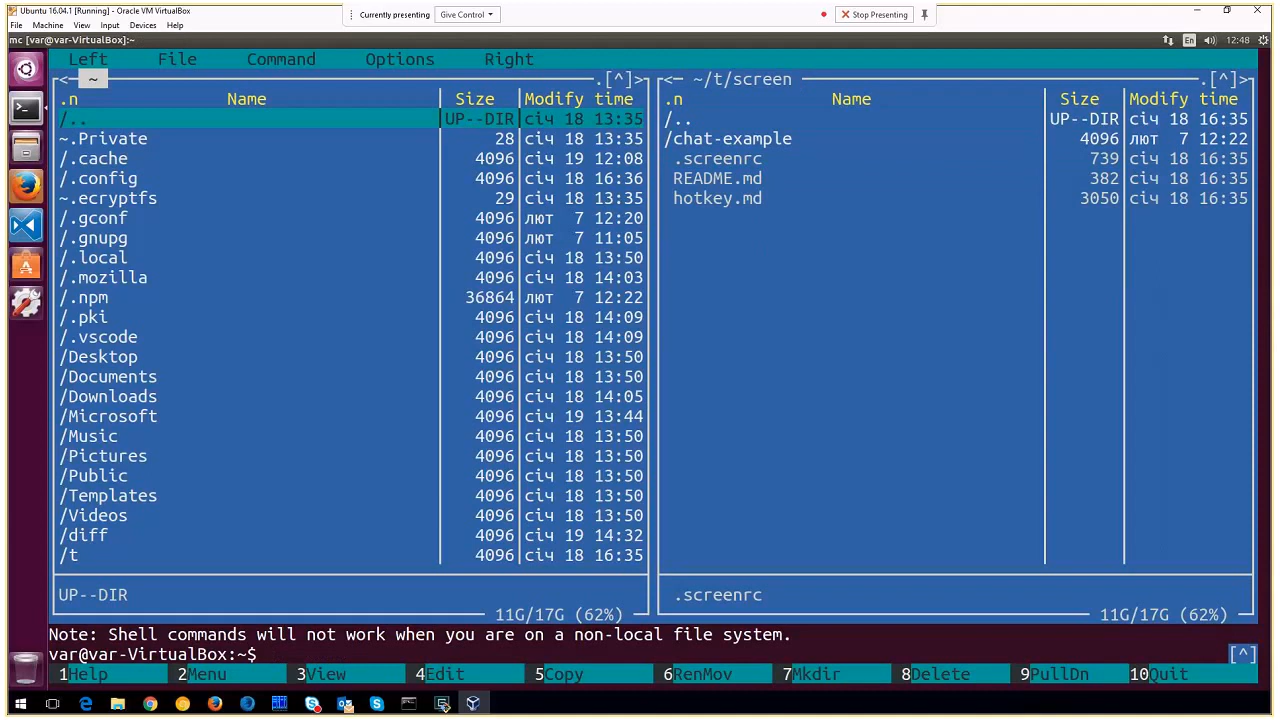 Ubuntu 16.04.1 [Running] - Oracle VM VirtualBox
Currently presenting Give Control Stop Presenting
File Machine View Input Devices Help
mc [var@var-VirtualBox]:~ En 12:48
Left File Command Options Right
<─ ~ .[^]> <─ ~/t/screen .[^]>
.n Name Size Modify time .n Name Size Modify time
/.. UP--DIR січ 18 13:35 /.. UP--DIR січ 18 16:35
~.Private 28 січ 18 13:35 /chat-example 4096 лют 7 12:22
/.cache 4096 січ 19 12:08 .screenrc 739 січ 18 16:35
/.config 4096 січ 18 16:36 README.md 382 січ 18 16:35
~.ecryptfs 29 січ 18 13:35 hotkey.md 3050 січ 18 16:35
/.gconf 4096 лют 7 12:20
/.gnupg 4096 лют 7 11:05
/.local 4096 січ 18 13:50
/.mozilla 4096 січ 18 14:03
/.npm 36864 лют 7 12:22
/.pki 4096 січ 18 14:09
/.vscode 4096 січ 18 14:09
/Desktop 4096 січ 18 13:50
/Documents 4096 січ 18 13:50
/Downloads 4096 січ 18 14:05
/Microsoft 4096 січ 19 13:44
/Music 4096 січ 18 13:50
/Pictures 4096 січ 18 13:50
/Public 4096 січ 18 13:50
/Templates 4096 січ 18 13:50
/Videos 4096 січ 18 13:50
/diff 4096 січ 19 14:32
/t 4096 січ 18 16:35
UP--DIR .screenrc
11G/17G (62%) 11G/17G (62%)
Note: Shell commands will not work when you are on a non-local file system.
var@var-VirtualBox:~$ [^]
1Help 2Menu 3View 4Edit 5Copy 6RenMov 7Mkdir 8Delete 9PullDn 10Quit